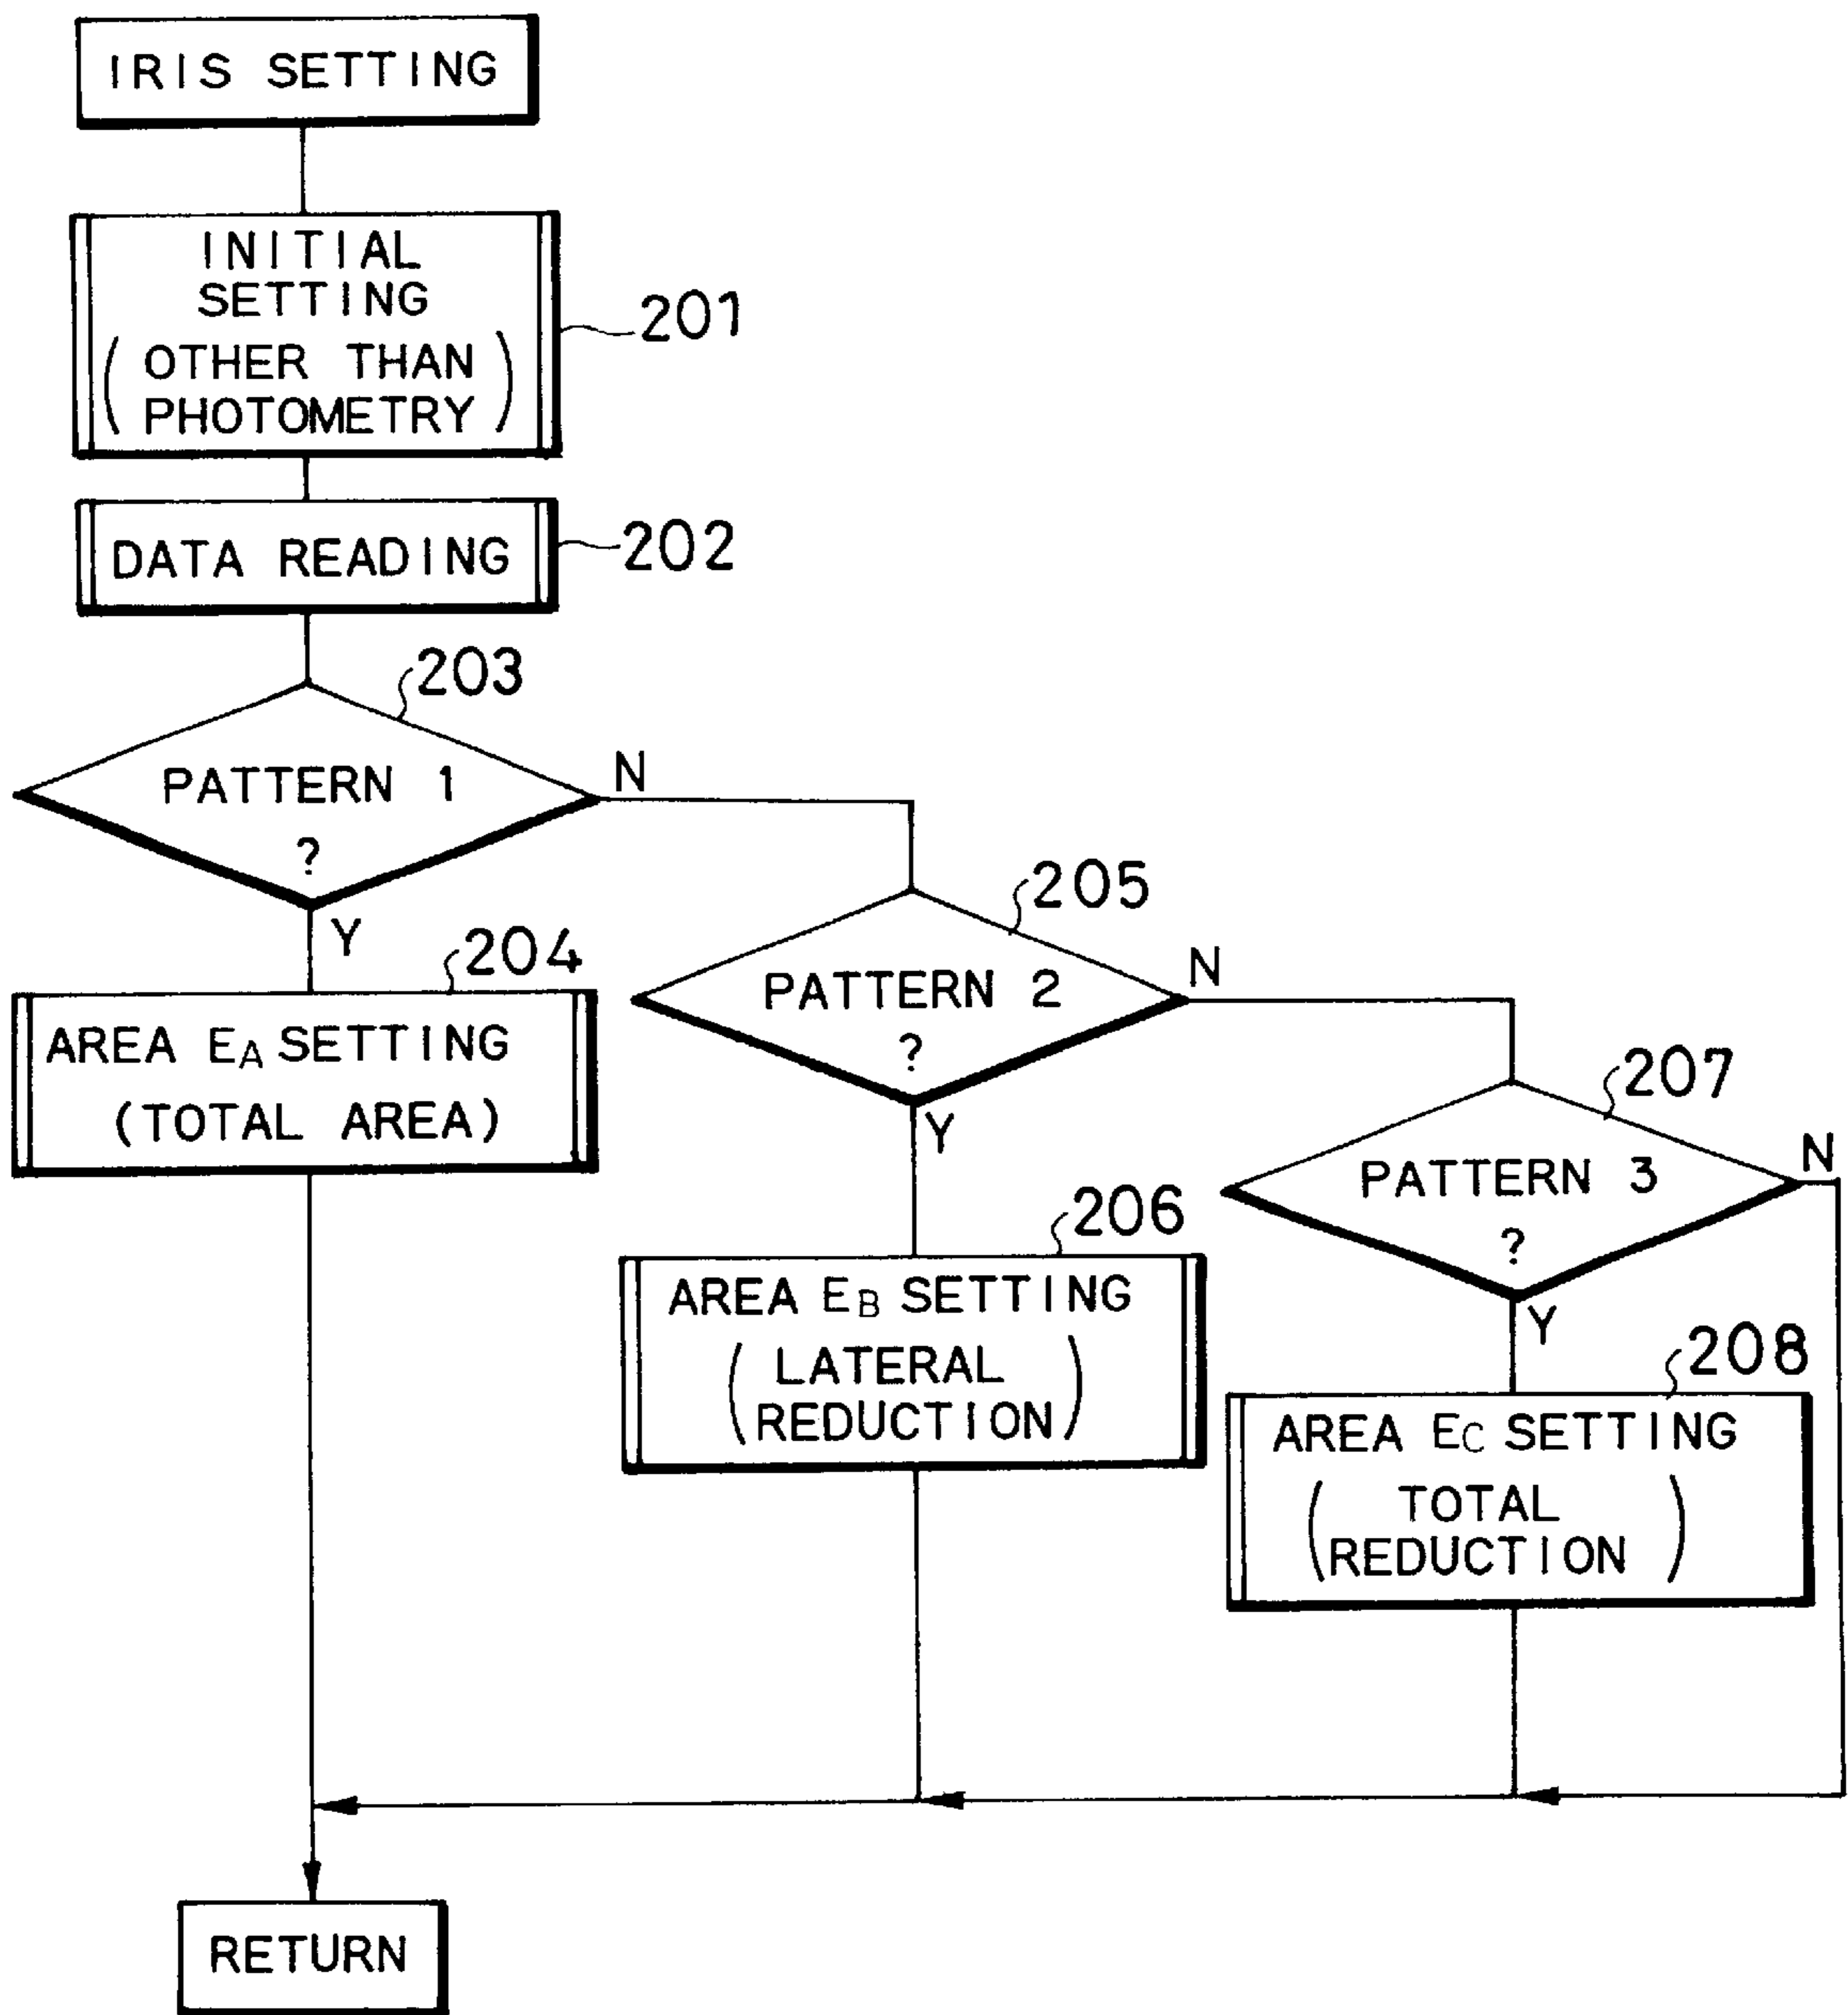 IRIS SETTING
INITIAL
SETTING
(OTHER THAN
PHOTOMETRY)
201
DATA READING
202
203
PATTERN 1
?
N
Y
204
AREA EA SETTING
(TOTAL AREA)
205
PATTERN 2
?
N
Y
206
AREA EB SETTING
(LATERAL
REDUCTION)
207
PATTERN 3
?
N
Y
208
AREA EC SETTING
(TOTAL
REDUCTION)
RETURN